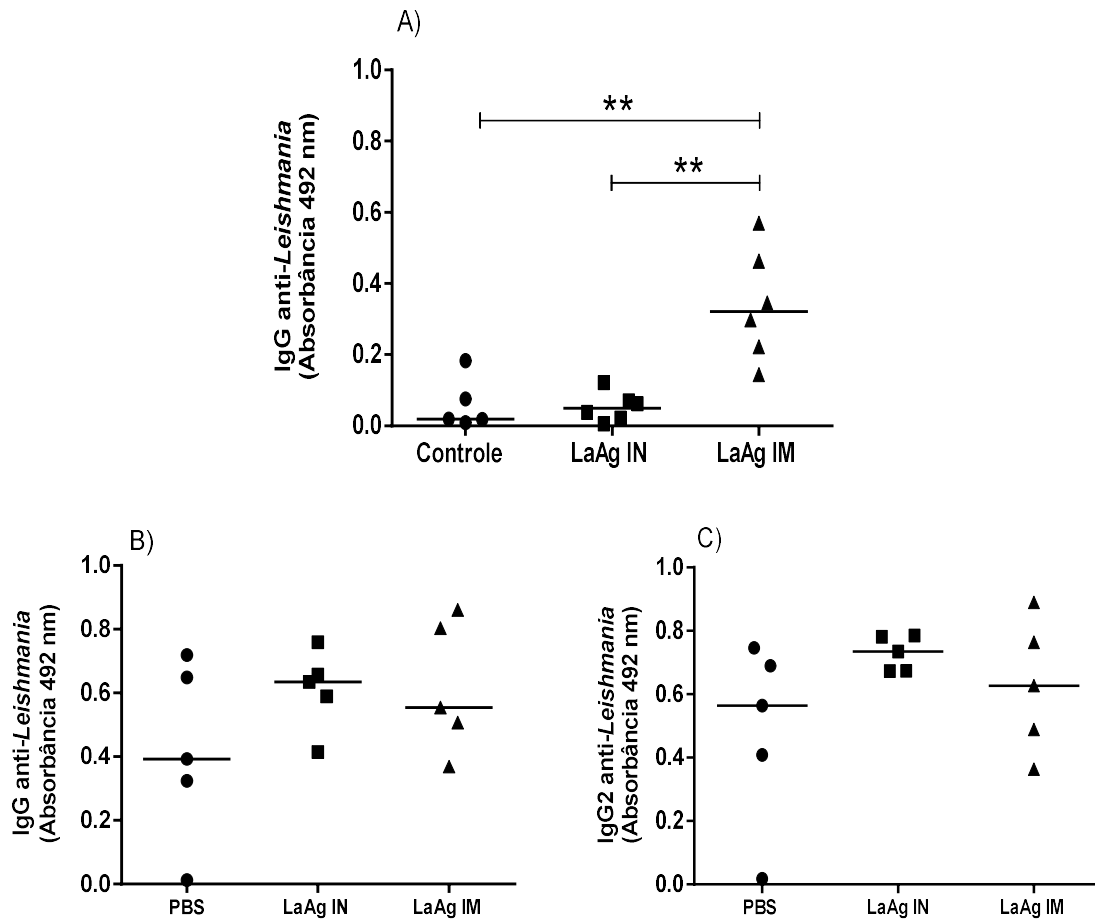 A)
IgG anti-Leishmania
(Absorbância 492 nm)
1.0
0.8
0.6
0.4
0.2
0.0
**
**
Controle LaAg IN LaAg IM
B)
IgG anti-Leishmania
(Absorbância 492 nm)
1.0
0.8
0.6
0.4
0.2
0.0
PBS LaAg IN LaAg IM
C)
IgG2 anti-Leishmania
(Absorbância 492 nm)
1.0
0.8
0.6
0.4
0.2
0.0
PBS LaAg IN LaAg IM